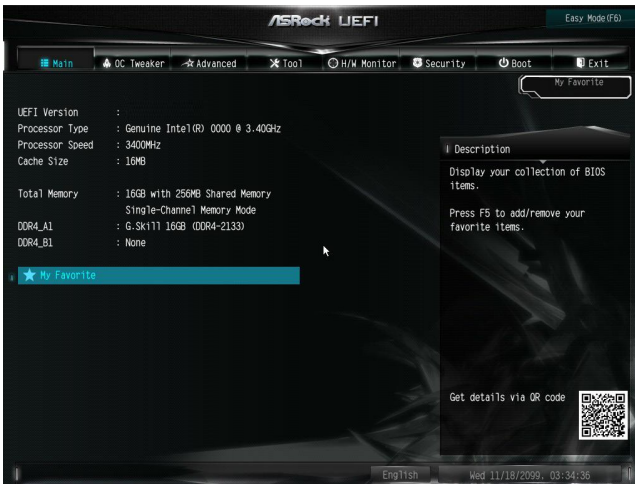 ASRock UEFI
Easy Mode(F6)
Main OC Tweaker Advanced Tool H/W Monitor Security Boot Exit
My Favorite
UEFI Version :
Processor Type : Genuine Intel(R) 0000 @ 3.40GHz
Processor Speed : 3400MHz
Cache Size : 16MB
Total Memory : 16GB with 256MB Shared Memory
Single-Channel Memory Mode
DDR4_A1 : G.Skill 16GB (DDR4-2133)
DDR4_B1 : None
My Favorite
Description
Display your collection of BIOS
items.
Press F5 to add/remove your
favorite items.
Get details via QR code
English
Wed 11/18/2099, 03:34:36